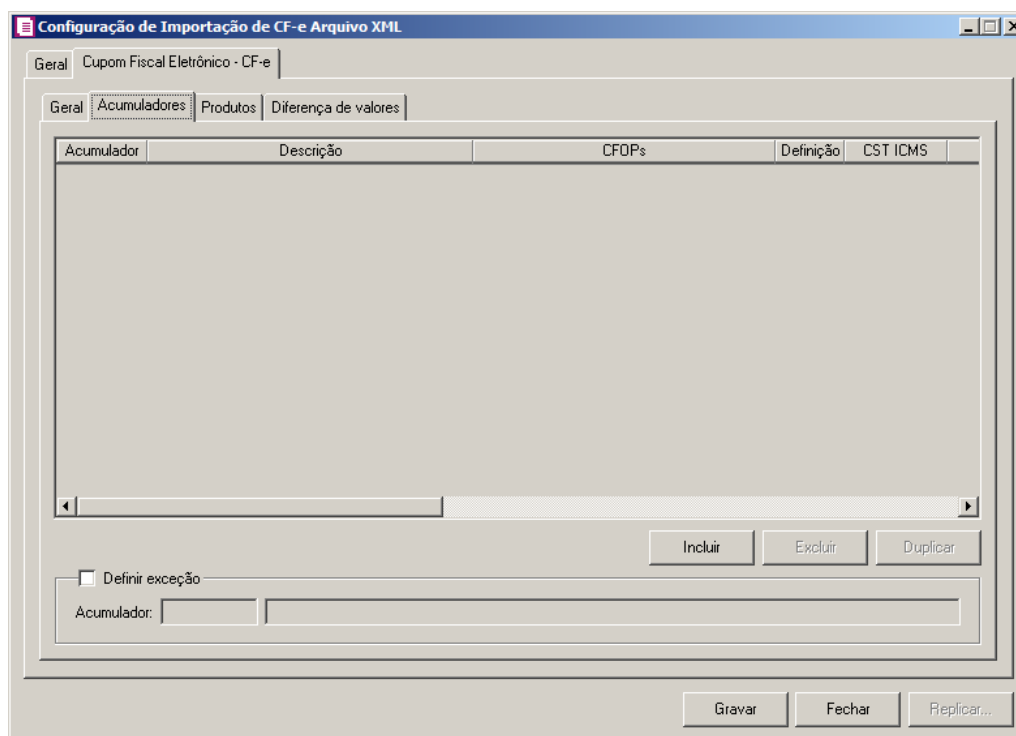 Configuração de Importação de CF-e Arquivo XML
Geral Cupom Fiscal Eletrônico - CF-e
Geral Acumuladores Produtos Diferença de valores
Acumulador Descrição CFOPs Definição CST ICMS
Incluir Excluir Duplicar
Definir exceção
Acumulador:
Gravar Fechar Replicar...